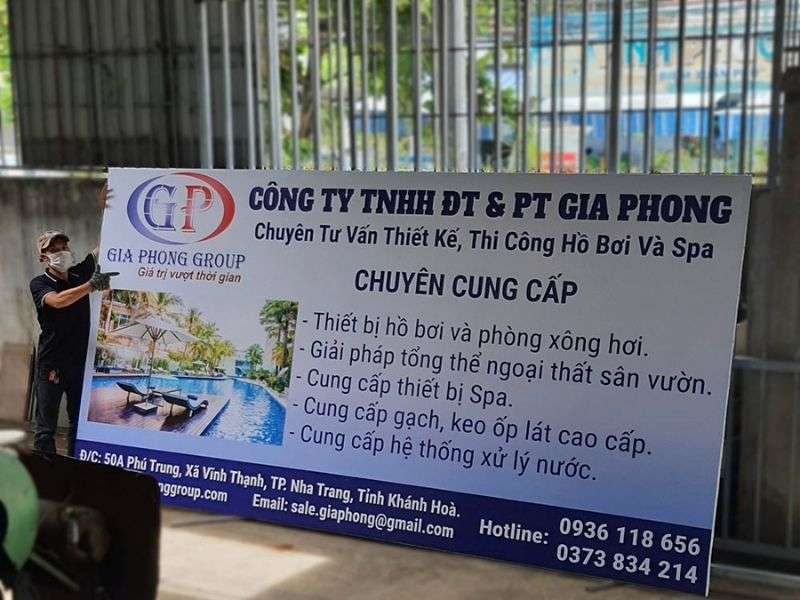 GP
GIA PHONG GROUP
Giá trị vượt thời gian
CÔNG TY TNHH ĐT & PT GIA PHONG
Chuyên Tư Vấn Thiết Kế, Thi Công Hồ Bơi Và Spa
CHUYÊN CUNG CẤP
- Thiết bị hồ bơi và phòng xông hơi.
- Giải pháp tổng thể ngoại thất sân vườn.
- Cung cấp thiết bị Spa.
- Cung cấp gạch, keo ốp lát cao cấp.
- Cung cấp hệ thống xử lý nước.
Đ/C: 50A Phú Trung, Xã Vĩnh Thạnh, TP. Nha Trang, Tỉnh Khánh Hoà.
nggroup.com Email: sale.giaphong@gmail.com
Hotline: 0936 118 656
0373 834 214